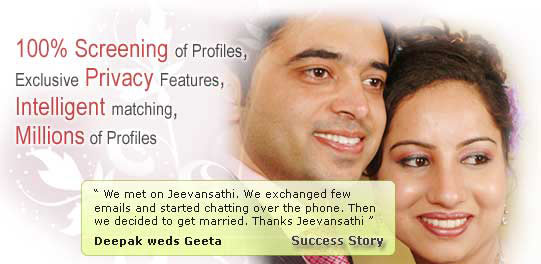 100% Screening of Profiles,
Exclusive Privacy Features,
Intelligent matching,
Millions of Profiles
“ We met on Jeevansathi. We exchanged few
emails and started chatting over the phone. Then
we decided to get married. Thanks Jeevansathi ”
Deepak weds Geeta Success Story